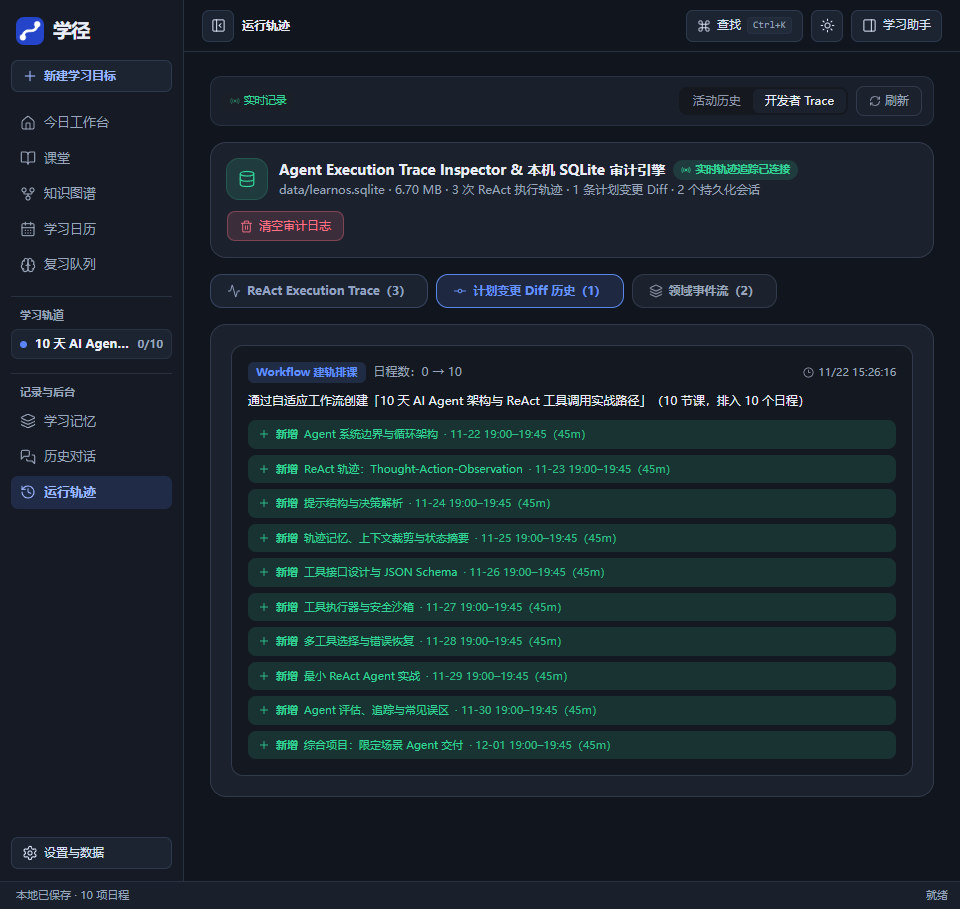 学径
运行轨迹
查找 Ctrl+K
学习助手
新建学习目标
今日工作台
课堂
知识图谱
学习日历
复习队列
学习轨道
10 天 AI Agen... 0/10
记录与后台
学习记忆
历史对话
运行轨迹
设置与数据
实时记录
活动历史
开发者 Trace
刷新
Agent Execution Trace Inspector & 本机 SQLite 审计引擎
实时轨迹追踪已连接
data/learnos.sqlite · 6.70 MB · 3 次 ReAct 执行轨迹 · 1 条计划变更 Diff · 2 个持久化会话
清空审计日志
ReAct Execution Trace（3）
计划变更 Diff 历史（1）
领域事件流（2）
Workflow 建轨排课 日程数：0 → 10
11/22 15:26:16
通过自适应工作流创建「10 天 AI Agent 架构与 ReAct 工具调用实战路径」（10 节课，排入 10 个日程）
+ 新增 Agent 系统边界与循环架构 · 11-22 19:00–19:45（45m）
+ 新增 ReAct 轨迹：Thought-Action-Observation · 11-23 19:00–19:45（45m）
+ 新增 提示结构与决策解析 · 11-24 19:00–19:45（45m）
+ 新增 轨迹记忆、上下文裁剪与状态摘要 · 11-25 19:00–19:45（45m）
+ 新增 工具接口设计与 JSON Schema · 11-26 19:00–19:45（45m）
+ 新增 工具执行器与安全沙箱 · 11-27 19:00–19:45（45m）
+ 新增 多工具选择与错误恢复 · 11-28 19:00–19:45（45m）
+ 新增 最小 ReAct Agent 实战 · 11-29 19:00–19:45（45m）
+ 新增 Agent 评估、追踪与常见误区 · 11-30 19:00–19:45（45m）
+ 新增 综合项目：限定场景 Agent 交付 · 12-01 19:00–19:45（45m）
本地已保存 · 10 项日程
就绪